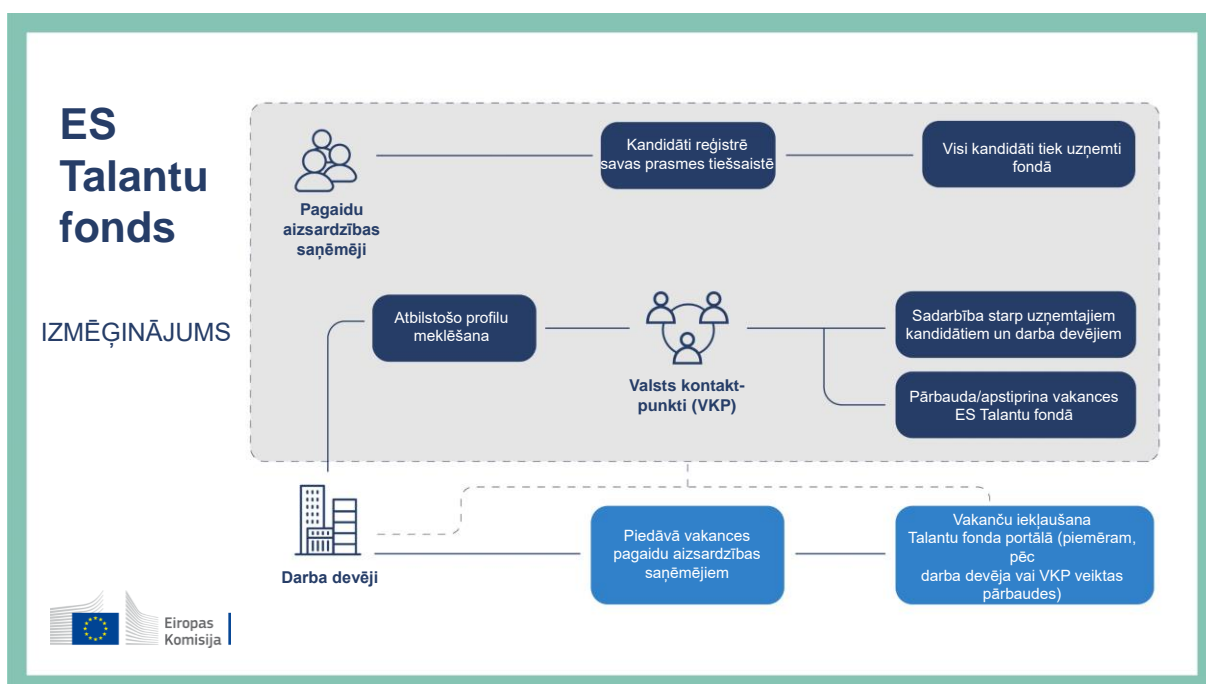 ES
Talantu
fonds
IZMĒĢINĀJUMS
Pagaidu
aizsardzības
saņēmēji
Kandidāti reģistrē
savas prasmes tiešsaistē
Visi kandidāti tiek uzņemti
fondā
Atbilstošo profilu
meklēšana
Valsts kontakt-
punkti (VKP)
Sadarbība starp uzņemtajiem
kandidātiem un darba devējiem
Pārbauda/apstiprina vakances
ES Talantu fondā
Darba devēji
Piedāvā vakances
pagaidu aizsardzības
saņēmējiem
Vakanču iekļaušana
Talantu fonda portālā (piemēram,
pēc
darba devēja vai VKP veiktas
pārbaudes)
Eiropas
Komisija